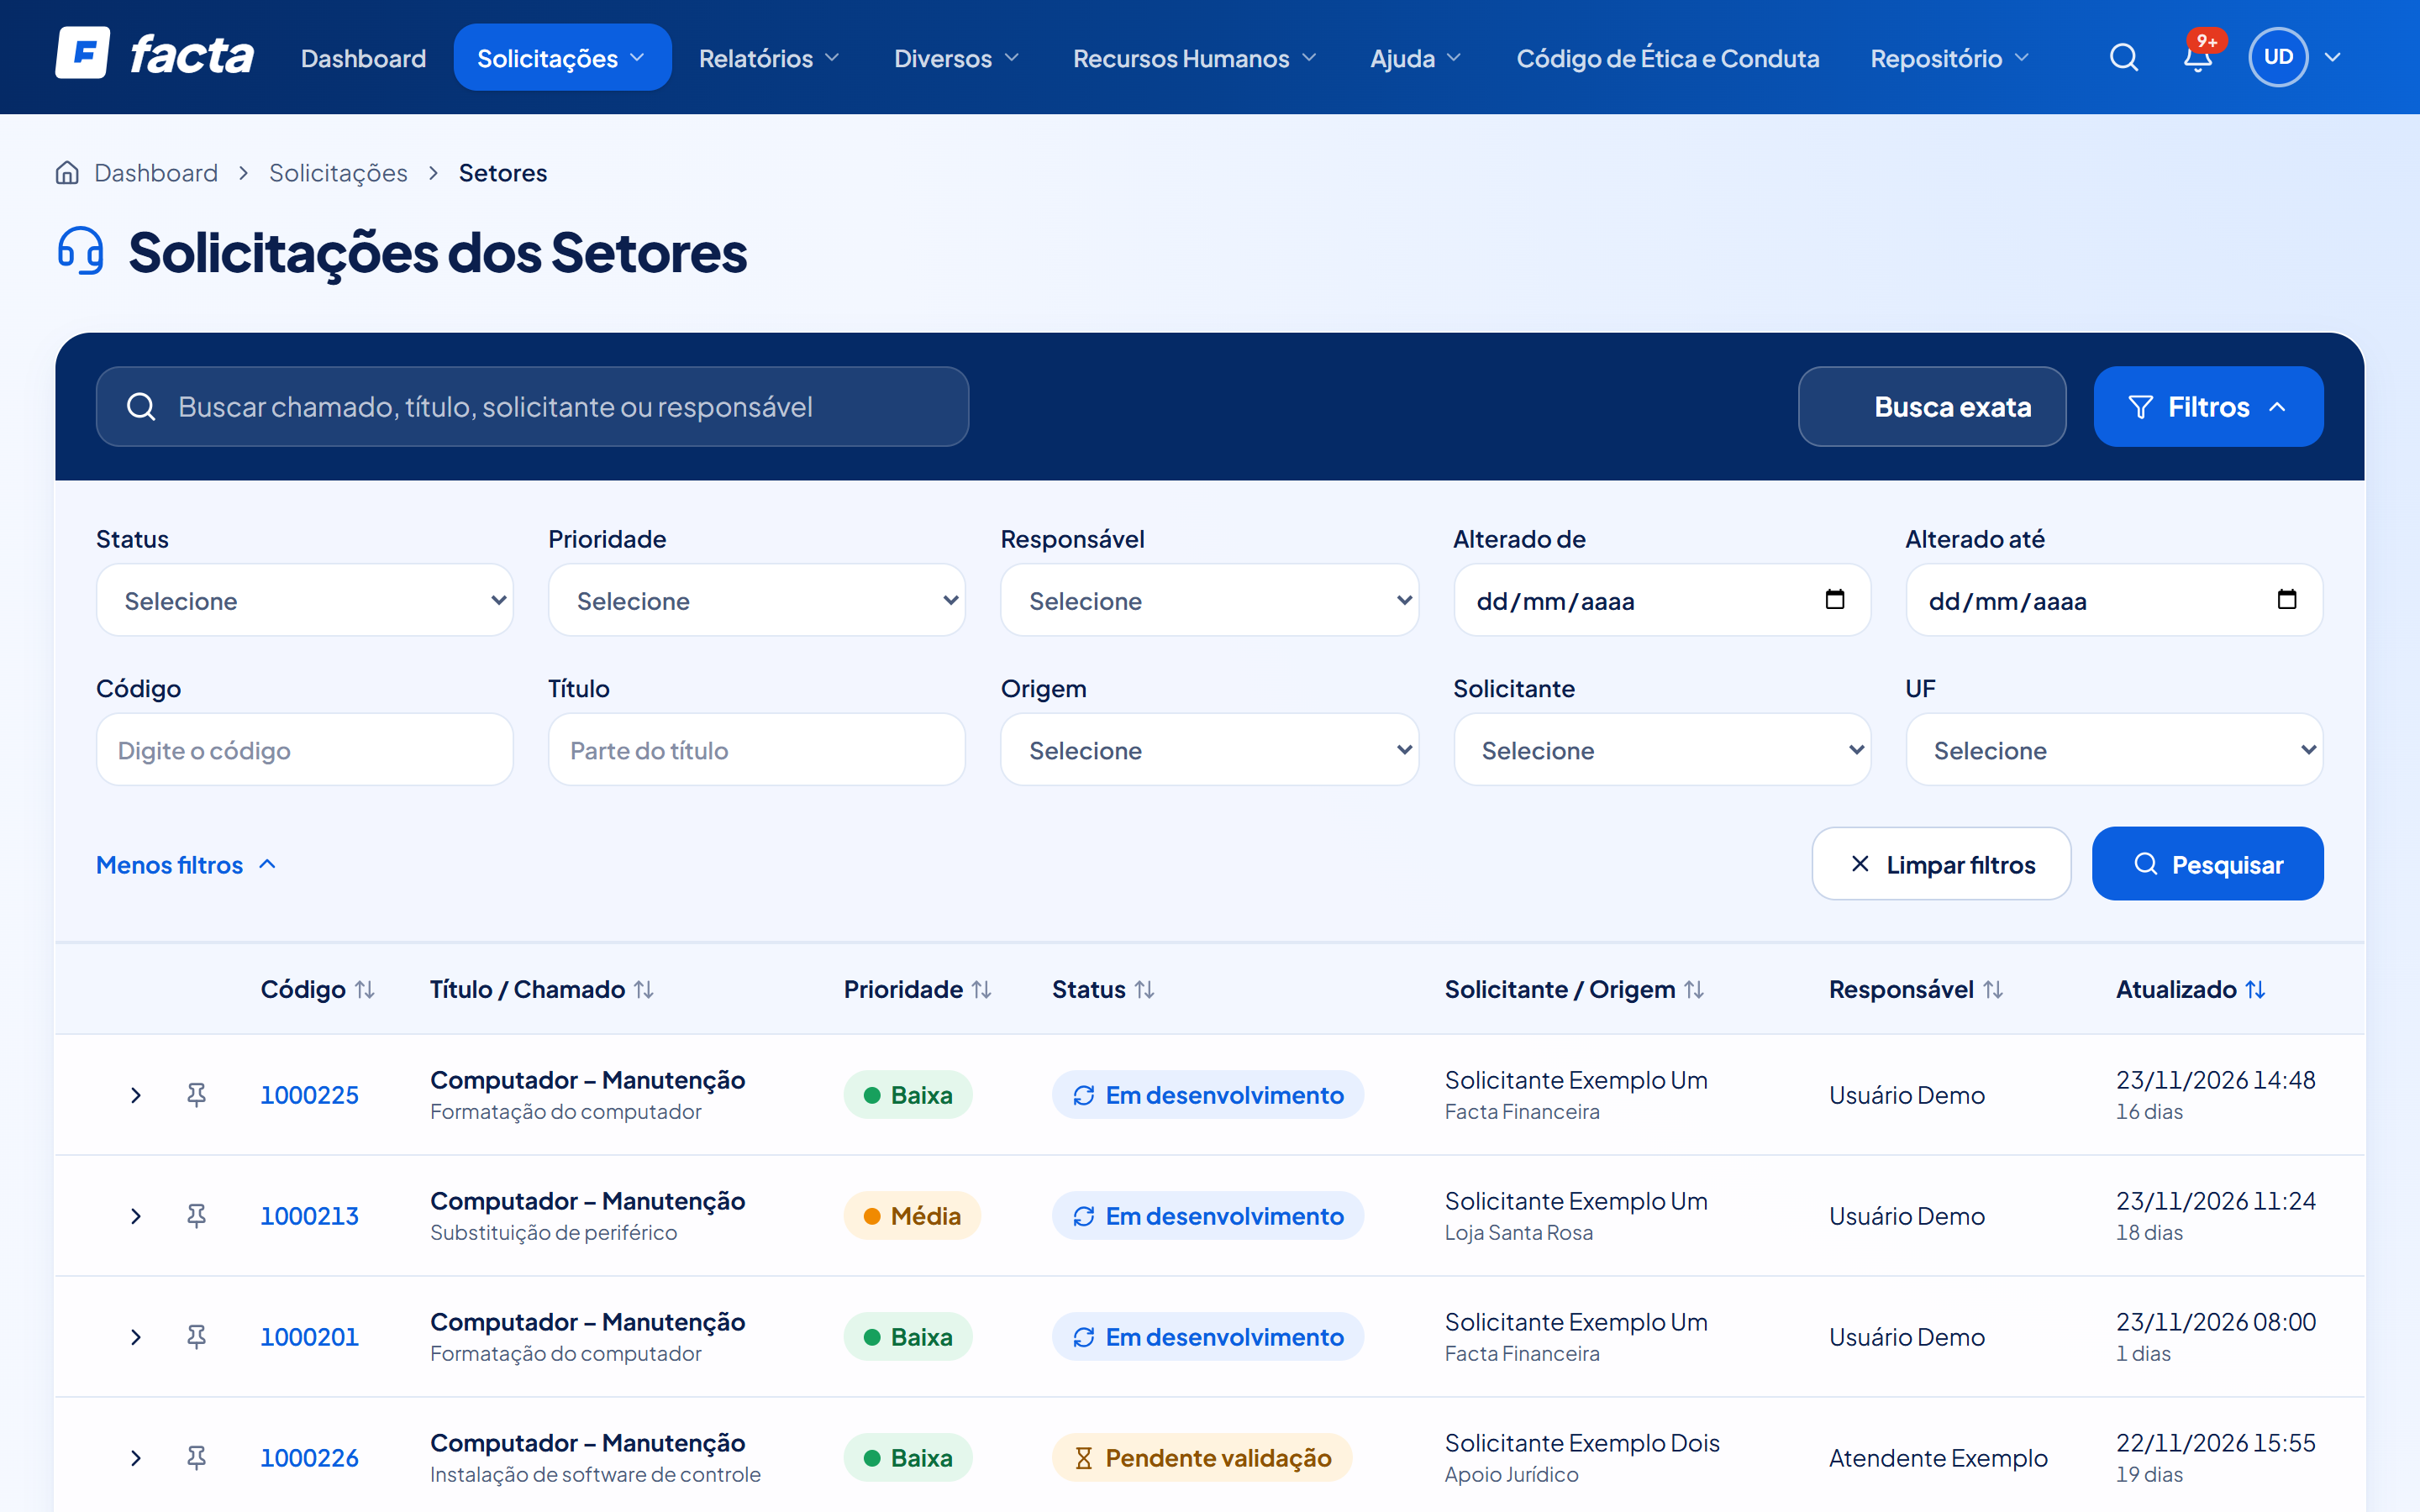 F facta Dashboard Solicitações Relatórios Diversos Recursos Humanos Ajuda Código de Ética e Conduta Repositório 9+ UD
Dashboard Solicitações Setores
Solicitações dos Setores
Buscar chamado, título, solicitante ou responsável Busca exata Filtros
Status Prioridade Responsável Alterado de Alterado até
Selecione Selecione Selecione dd/mm/aaaa dd/mm/aaaa
Código Título Origem Solicitante UF
Digite o código Parte do título Selecione Selecione Selecione
Menos filtros Limpar filtros Pesquisar
Código Título / Chamado Prioridade Status Solicitante / Origem Responsável Atualizado
1000225 Computador – Manutenção Baixa Em desenvolvimento Solicitante Exemplo Um Usuário Demo 23/11/2026 14:48
Formatação do computador Facta Financeira 16 dias
1000213 Computador – Manutenção Média Em desenvolvimento Solicitante Exemplo Um Usuário Demo 23/11/2026 11:24
Substituição de periférico Loja Santa Rosa 18 dias
1000201 Computador – Manutenção Baixa Em desenvolvimento Solicitante Exemplo Um Usuário Demo 23/11/2026 08:00
Formatação do computador Facta Financeira 1 dias
1000226 Computador – Manutenção Baixa Pendente validação Solicitante Exemplo Dois Atendente Exemplo 22/11/2026 15:55
Instalação de software de controle Apoio Jurídico 19 dias